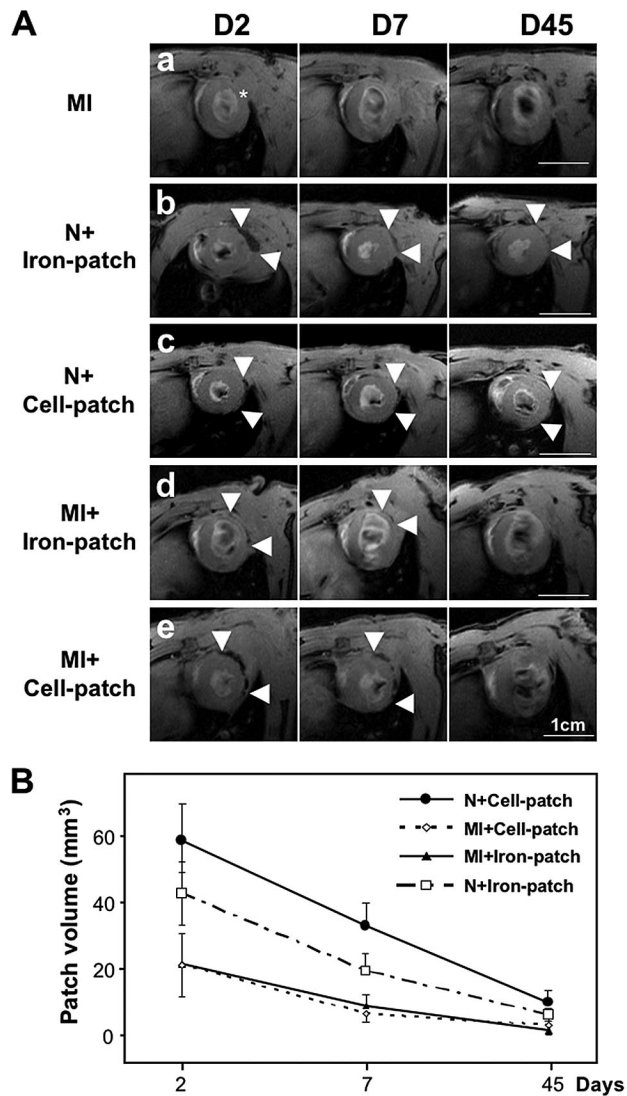 A
D2 D7 D45
a
MI
*
b
N+
Iron-patch
c
N+
Cell-patch
d
MI+
Iron-patch
e
MI+
Cell-patch
1cm
B
Patch volume (mm³)
60
40
20
0
N+Cell-patch
MI+Cell-patch
MI+Iron-patch
N+Iron-patch
2 7 45 Days